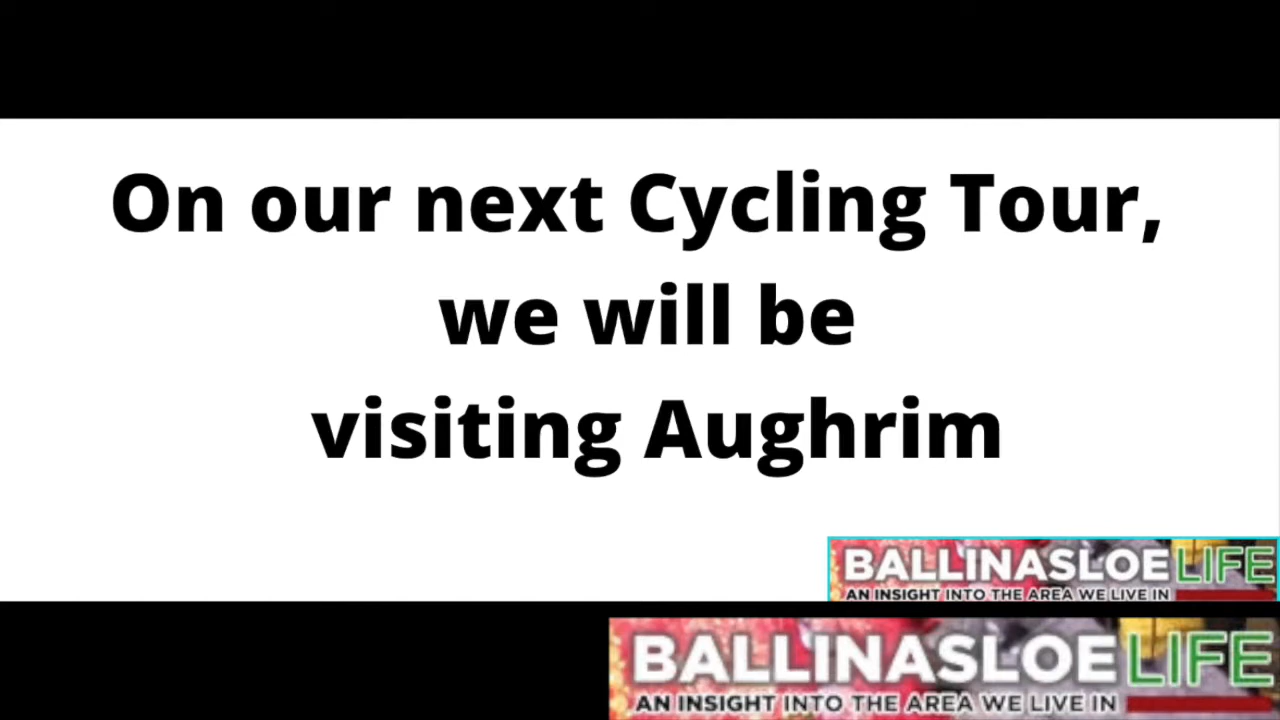 On our next Cycling Tour,
we will be
visiting Aughrim
BALLINASLOE LIFE
AN INSIGHT INTO THE AREA WE LIVE IN
BALLINASLOE LIFE
AN INSIGHT INTO THE AREA WE LIVE IN